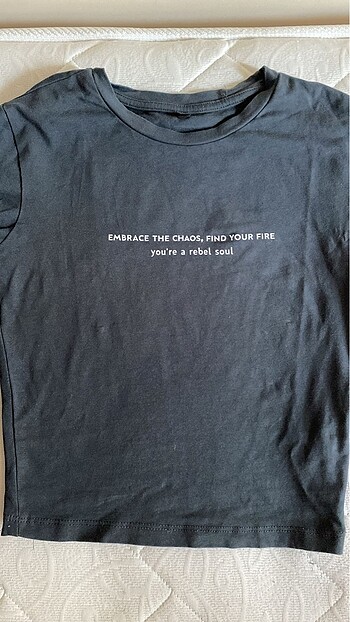 EMBRACE THE CHAOS, FIND YOUR FIRE
you're a rebel soul